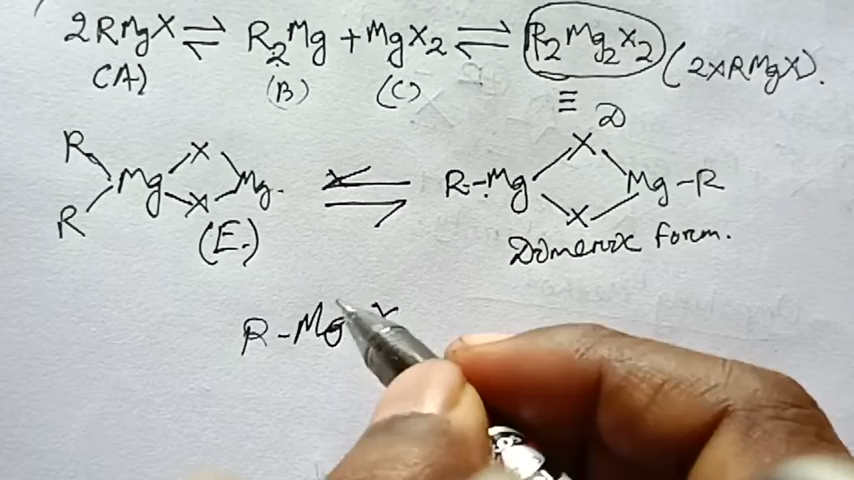 2RMgX ⇌ R₂Mg + MgX₂ ⇌ R₂Mg₂X₂ (2×RMgX).
(A) (B) (C)
≡ D
R R Mg X X Mg. ⇌ R-Mg X X Mg-R
(E.) Dimeric form.
R-Mg